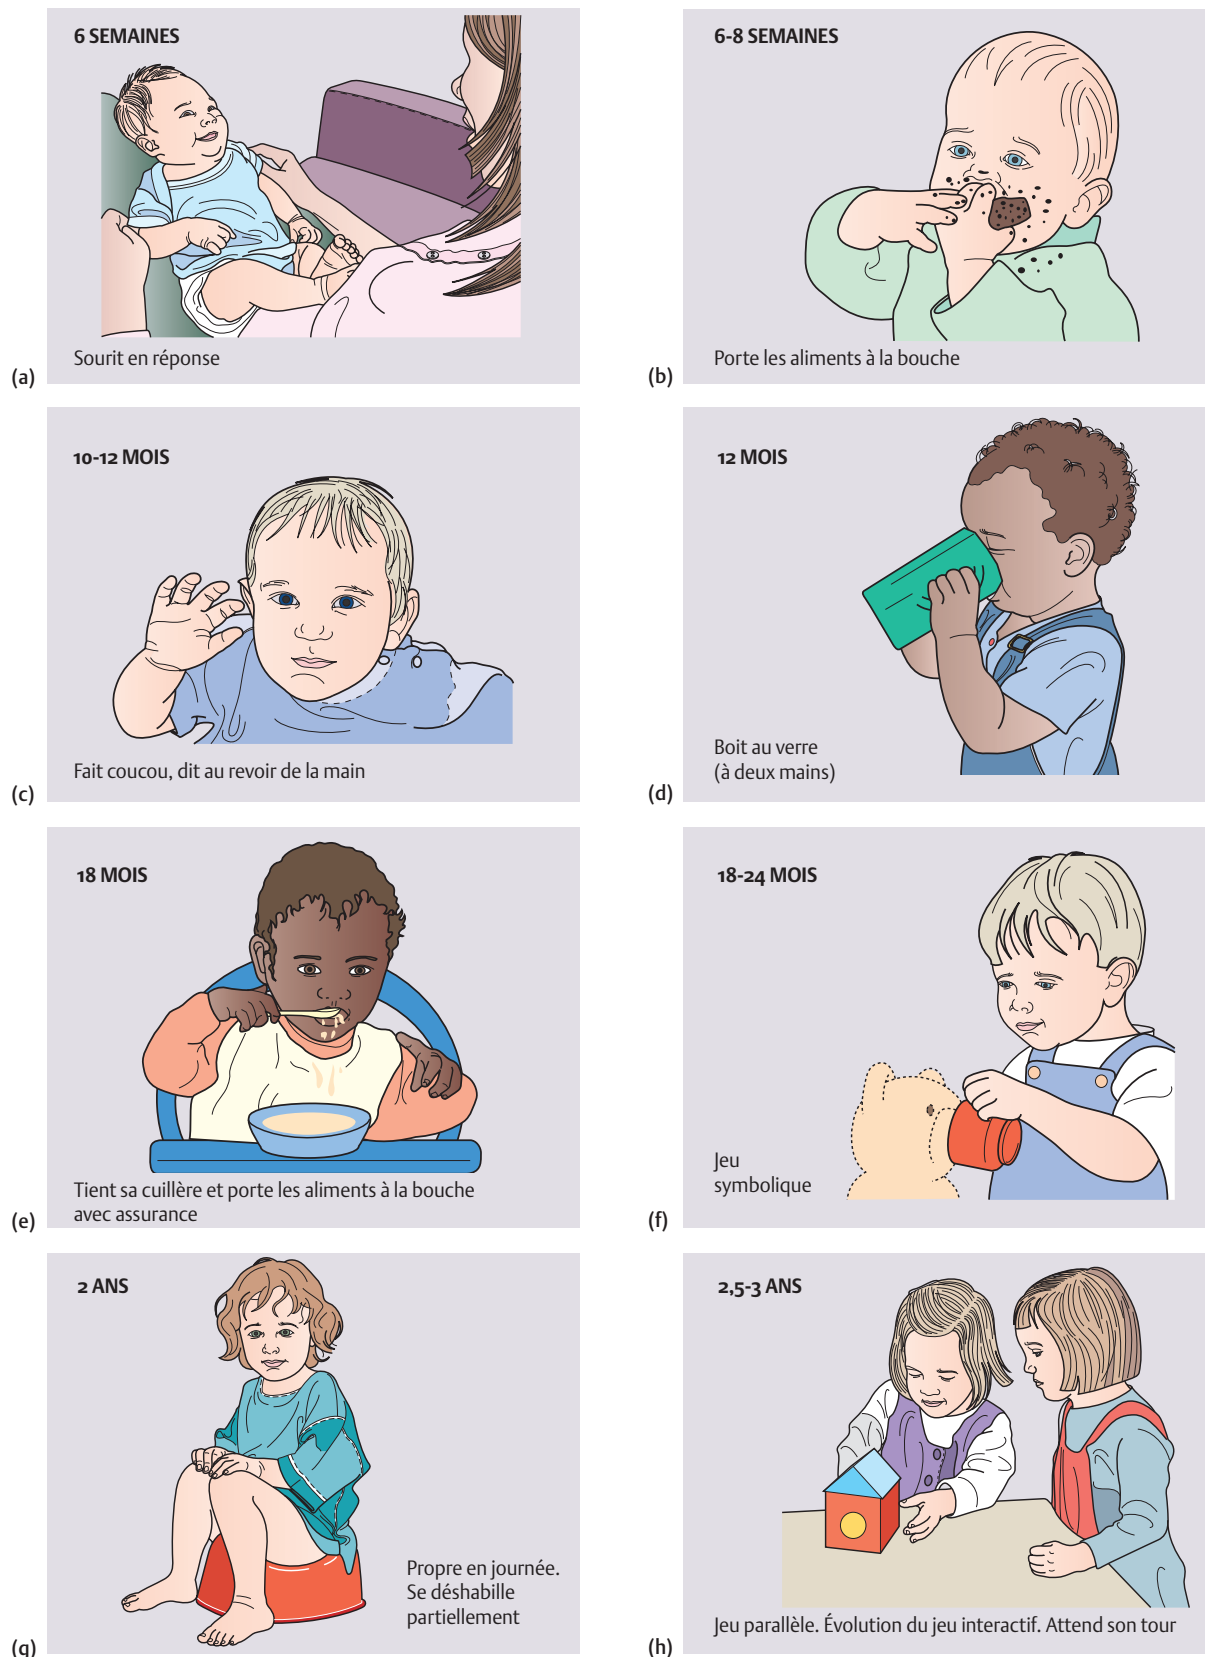 6 SEMAINES
Sourit en réponse
(a)
6-8 SEMAINES
Porte les aliments à la bouche
(b)
10-12 MOIS
Fait coucou, dit au revoir de la main
(c)
12 MOIS
Boit au verre
(à deux mains)
(d)
18 MOIS
Tient sa cuillère et porte les aliments à la bouche
avec assurance
(e)
18-24 MOIS
Jeu
symbolique
(f)
2 ANS
Propre en journée.
Se déshabille
partiellement
(g)
2,5-3 ANS
Jeu parallèle. Évolution du jeu interactif. Attend son tour
(h)